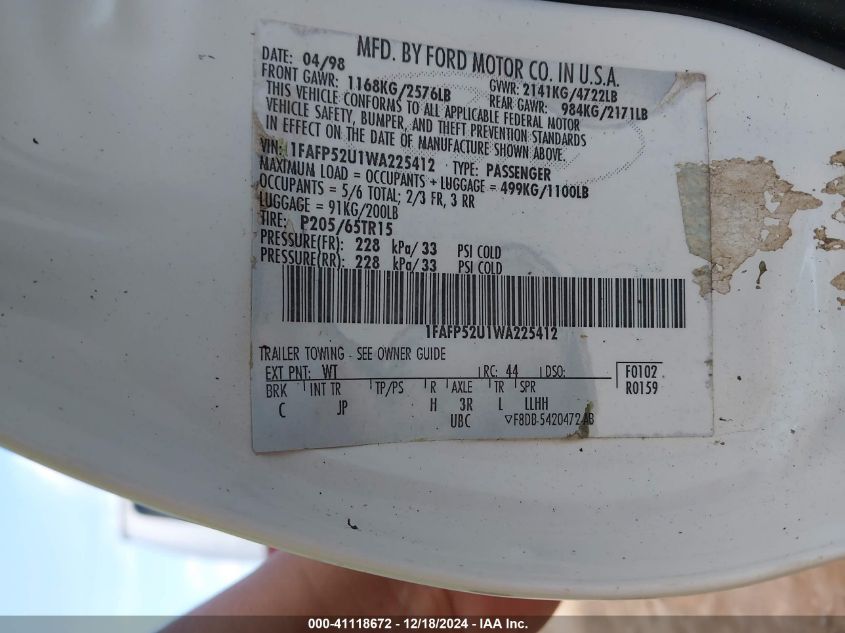 MFD. BY FORD MOTOR CO. IN U.S.A.
DATE: 04/98 GVWR: 2141KG/4722LB
FRONT GAWR: 1168KG/2576LB REAR GAWR: 984KG/2171LB
THIS VEHICLE CONFORMS TO ALL APPLICABLE FEDERAL MOTOR
VEHICLE SAFETY, BUMPER, AND THEFT PREVENTION STANDARDS
IN EFFECT ON THE DATE OF MANUFACTURE SHOWN ABOVE.
VIN: 1FAFP52U1WA225412 TYPE: PASSENGER
MAXIMUM LOAD = OCCUPANTS + LUGGAGE = 499KG/1100LB
OCCUPANTS = 5/6 TOTAL; 2/3 FR, 3 RR
LUGGAGE = 91KG/200LB
TIRE: P205/65TR15
PRESSURE(FR): 228 kPa/33 PSI COLD
PRESSURE(RR): 228 kPa/33 PSI COLD
1FAFP52U1WA225412
TRAILER TOWING - SEE OWNER GUIDE
EXT PNT: WT RC: 44 DSO: F0102
BRK INT TR TP/PS R AXLE TR SPR R0159
C JP H 3R L LLHH
UBC ▽F8DB-5420472-AB
000-41118672 / 12/18/2024 - IAA Inc.